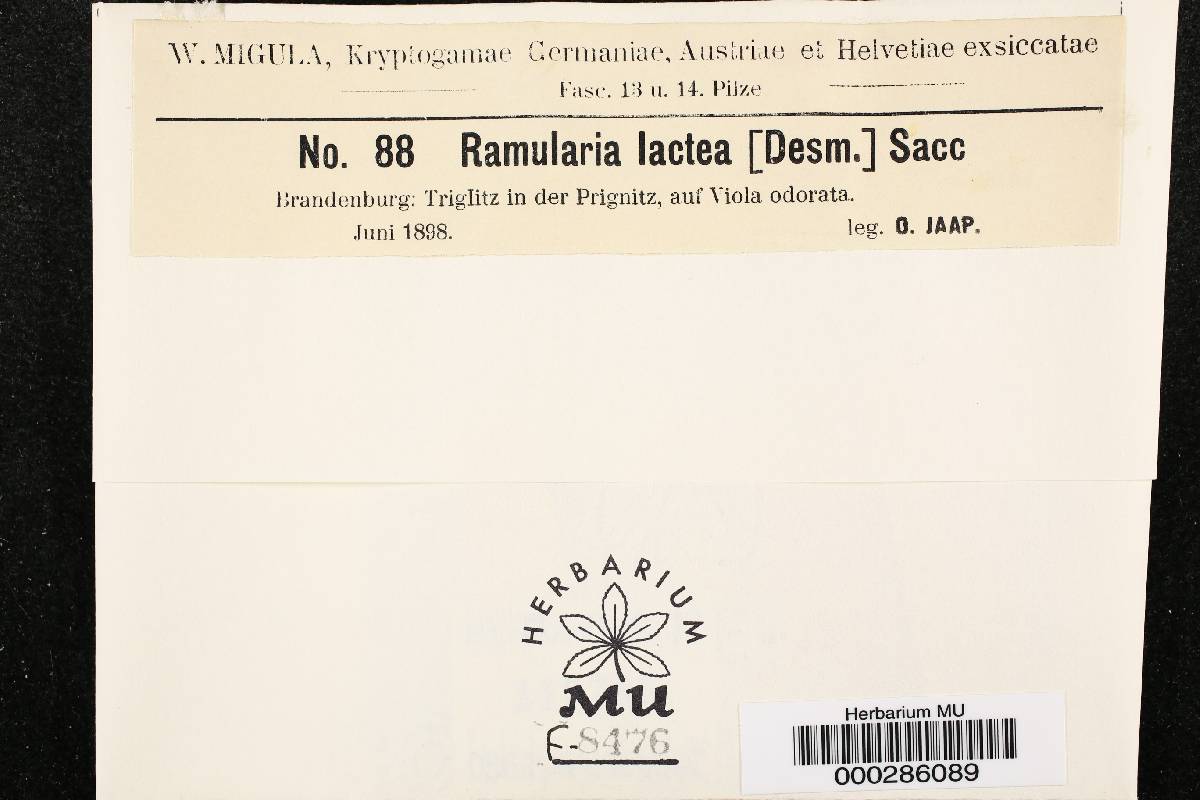 W. MIGULA, Kryptogamae Germaniae, Austriae et Helvetiae exsiccatae
Fasc. 13 u. 14. Pilze
No. 88 Ramularia lactea [Desm.] Sacc
Brandenburg: Triglitz in der Prignitz, auf Viola odorata.
Juni 1898. leg. O. JAAP.
HERBARIUM
MU
F-8476
Herbarium MU
000286089